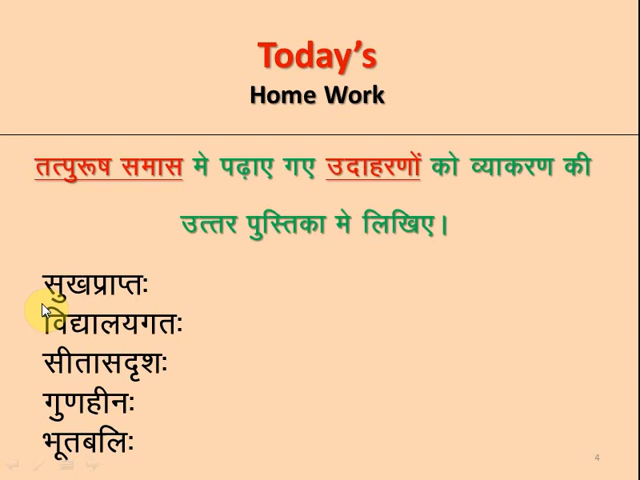 Today's
Home Work
तत्पुरूष समास मे पढ़ाए गए उदाहरणों को व्याकरण की
उत्तर पुस्तिका मे लिखिए।
सुखप्राप्तः
विद्यालयगतः
सीतासदृशः
गुणहीनः
भूतबलिः
4